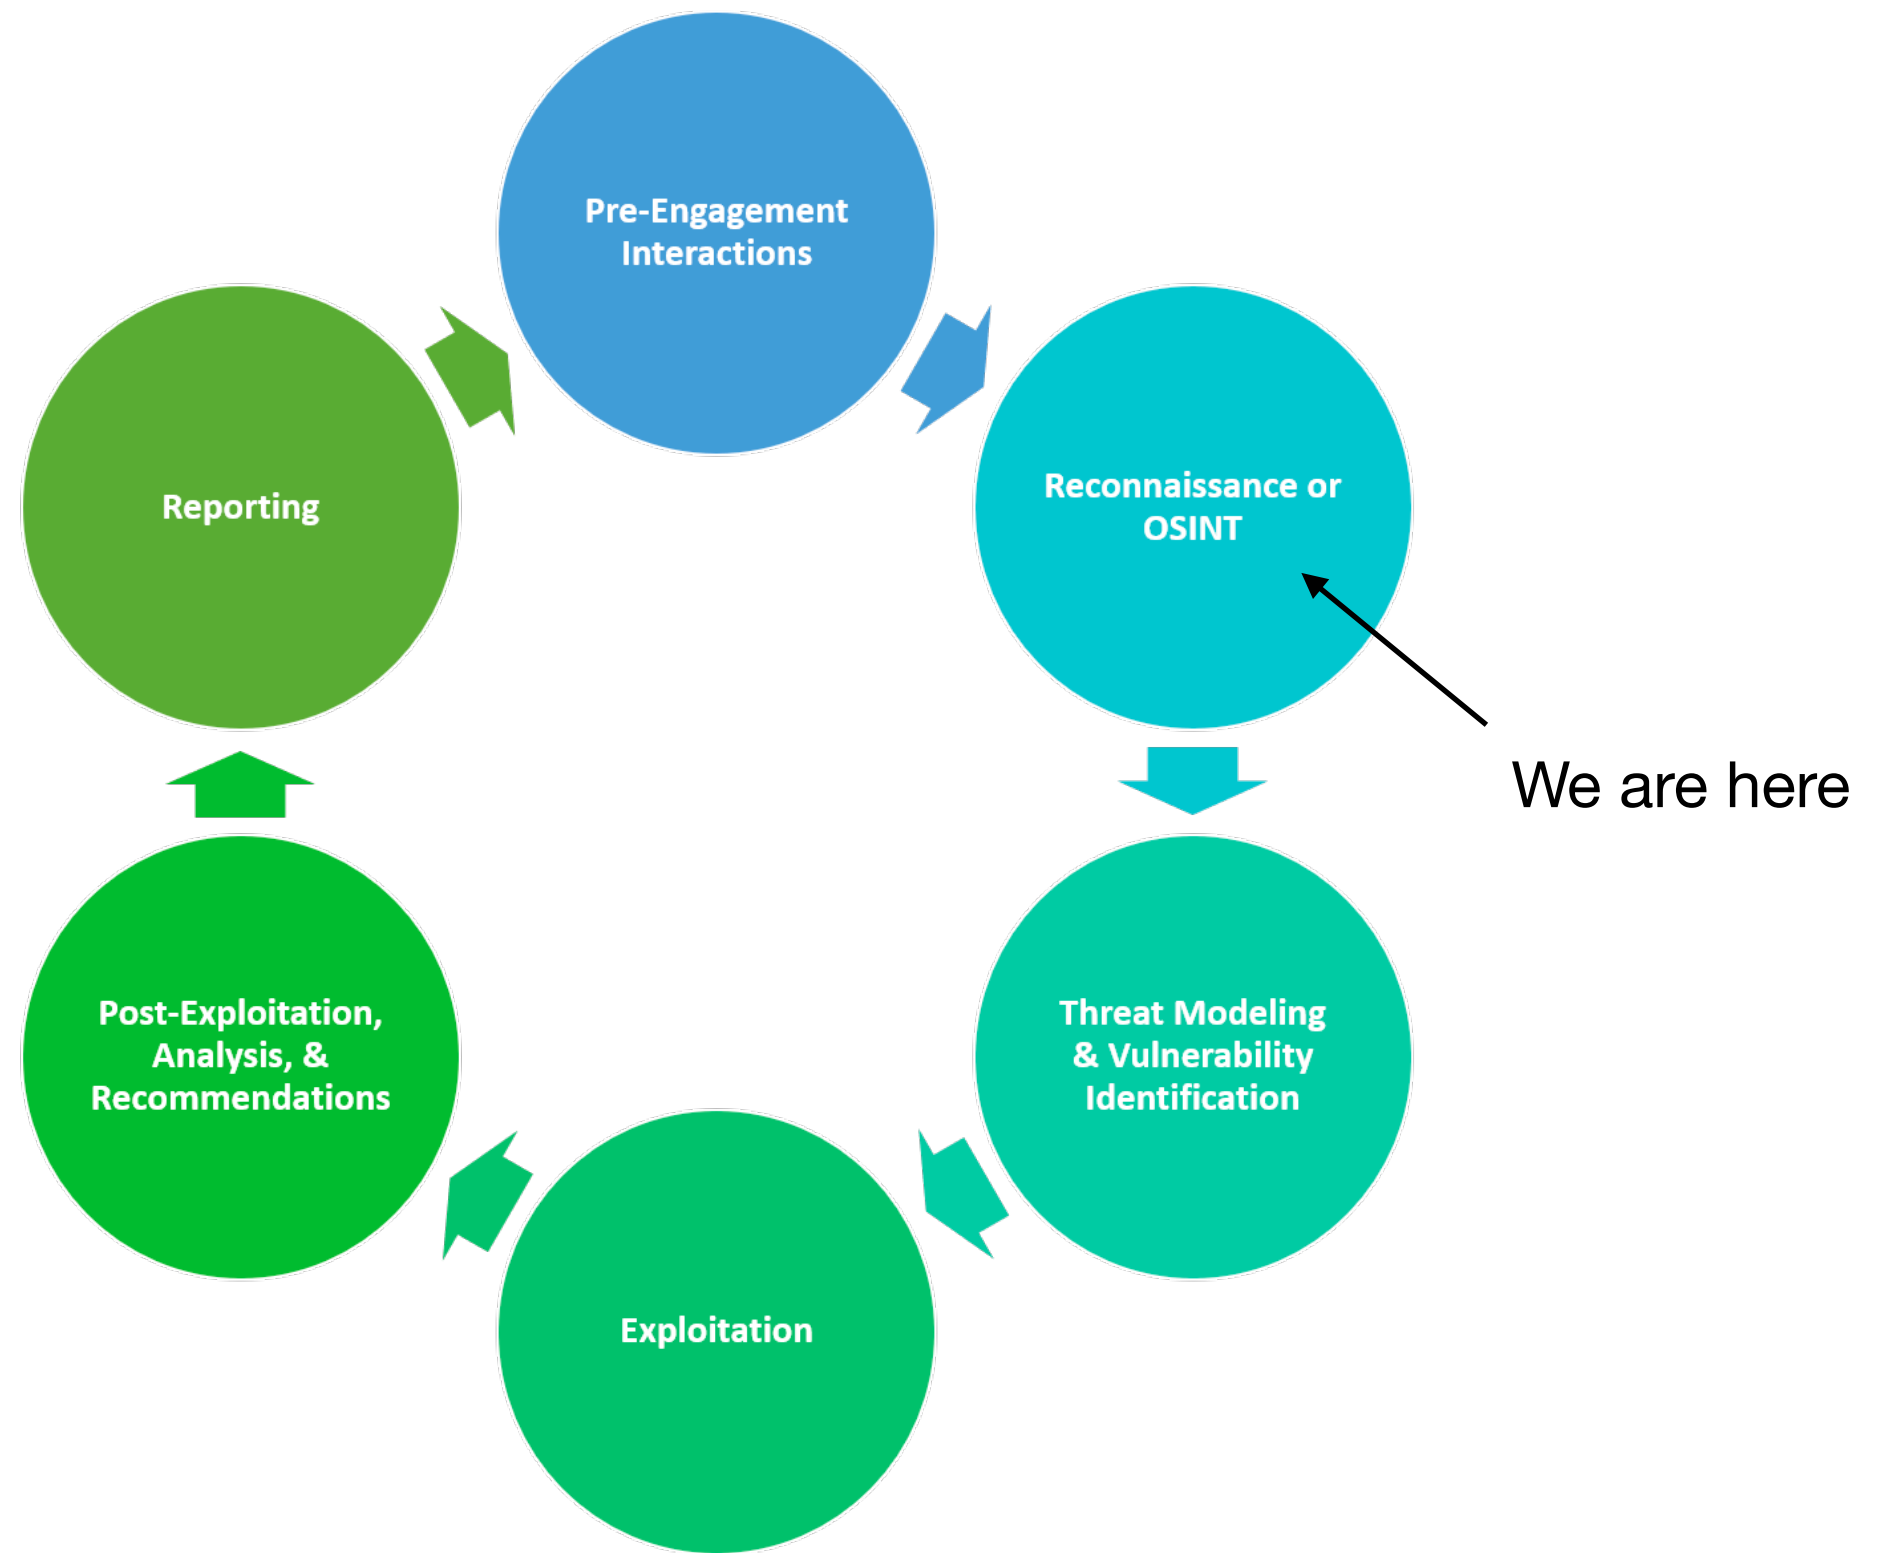 Pre-Engagement
Interactions
Reconnaissance or
OSINT
We are here
Threat Modeling
& Vulnerability
Identification
Exploitation
Post-Exploitation,
Analysis, &
Recommendations
Reporting